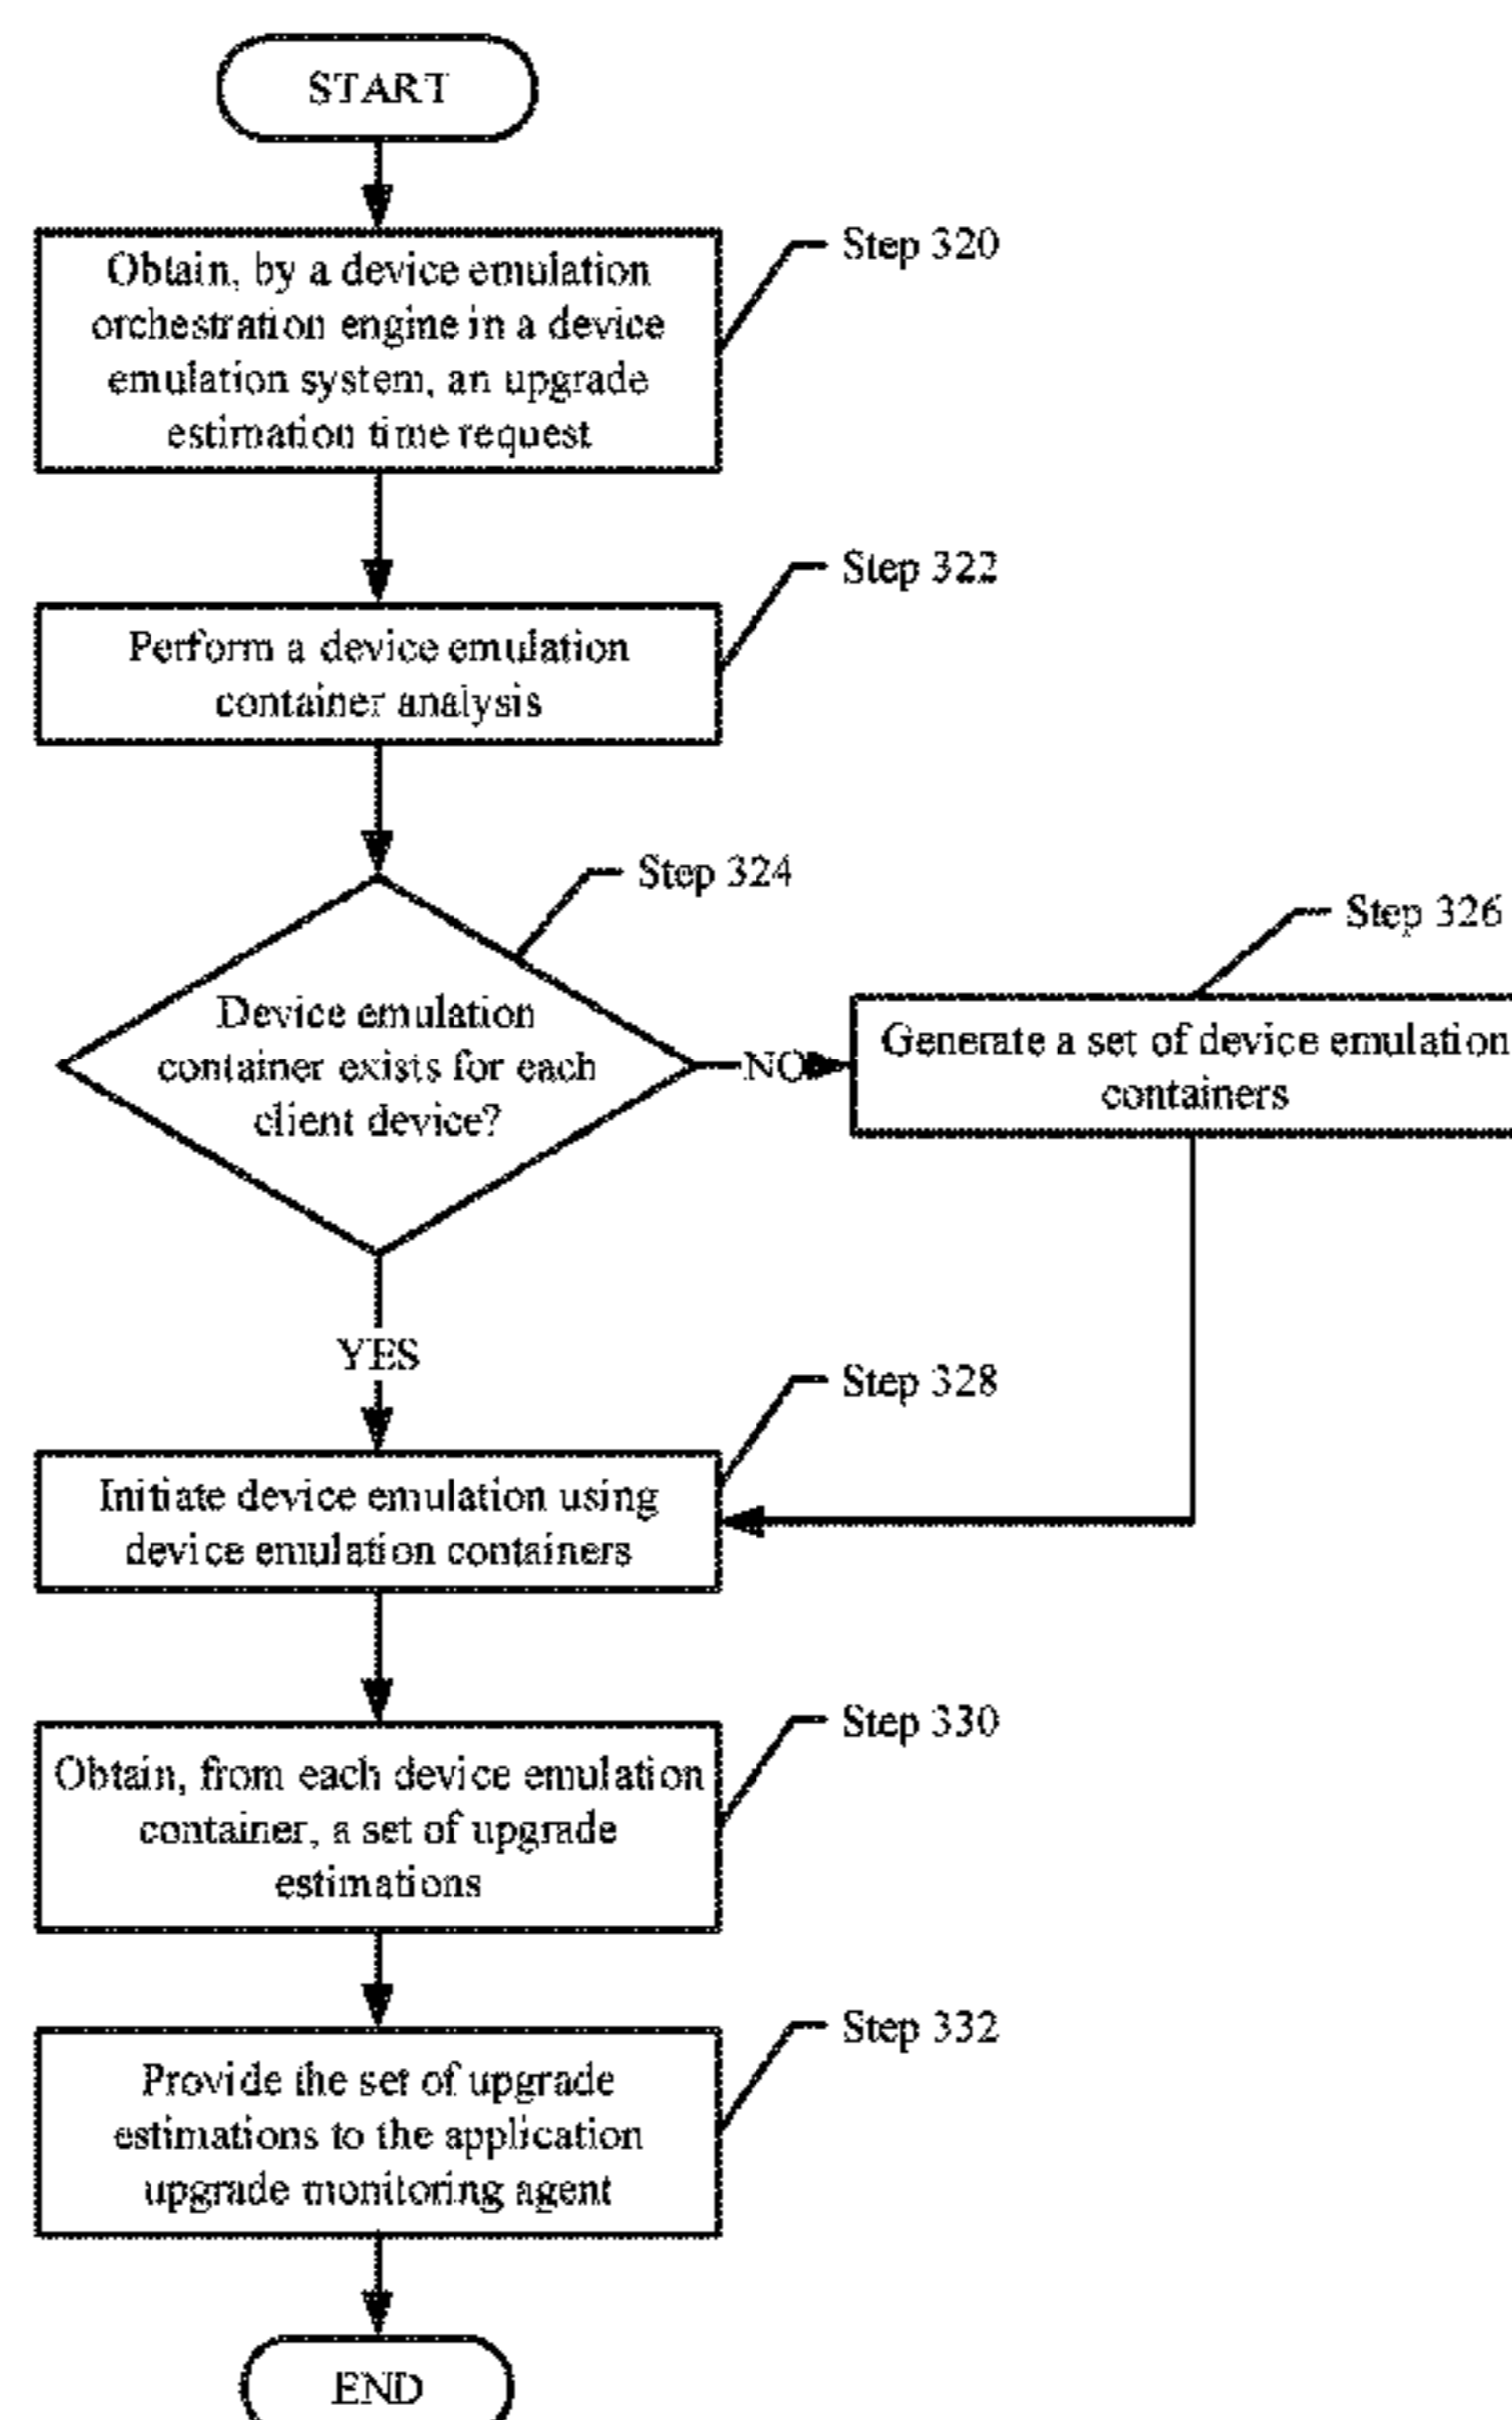 START
Step 320
Obtain, by a device emulation
orchestration engine in a device
emulation system, an upgrade
estimation time request
Step 322
Perform a device emulation
container analysis
Step 324
Device emulation
container exists for each
client device?
NO
Step 326
Generate a set of device emulation
containers
YES
Step 328
Initiate device emulation using
device emulation containers
Step 330
Obtain, from each device emulation
container, a set of upgrade
estimations
Step 332
Provide the set of upgrade
estimations to the application
upgrade monitoring agent
END